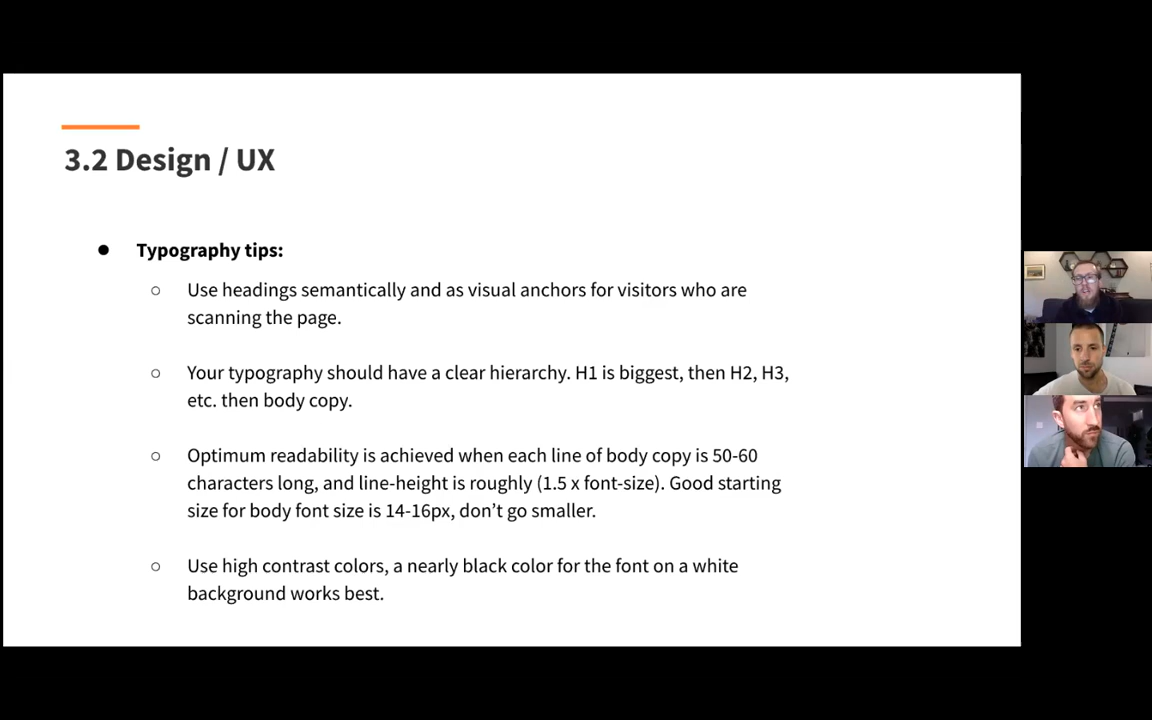 3.2 Design / UX
● Typography tips:
○ Use headings semantically and as visual anchors for visitors who are
scanning the page.
○ Your typography should have a clear hierarchy. H1 is biggest, then H2, H3,
etc. then body copy.
○ Optimum readability is achieved when each line of body copy is 50-60
characters long, and line-height is roughly (1.5 x font-size). Good starting
size for body font size is 14-16px, don’t go smaller.
○ Use high contrast colors, a nearly black color for the font on a white
background works best.